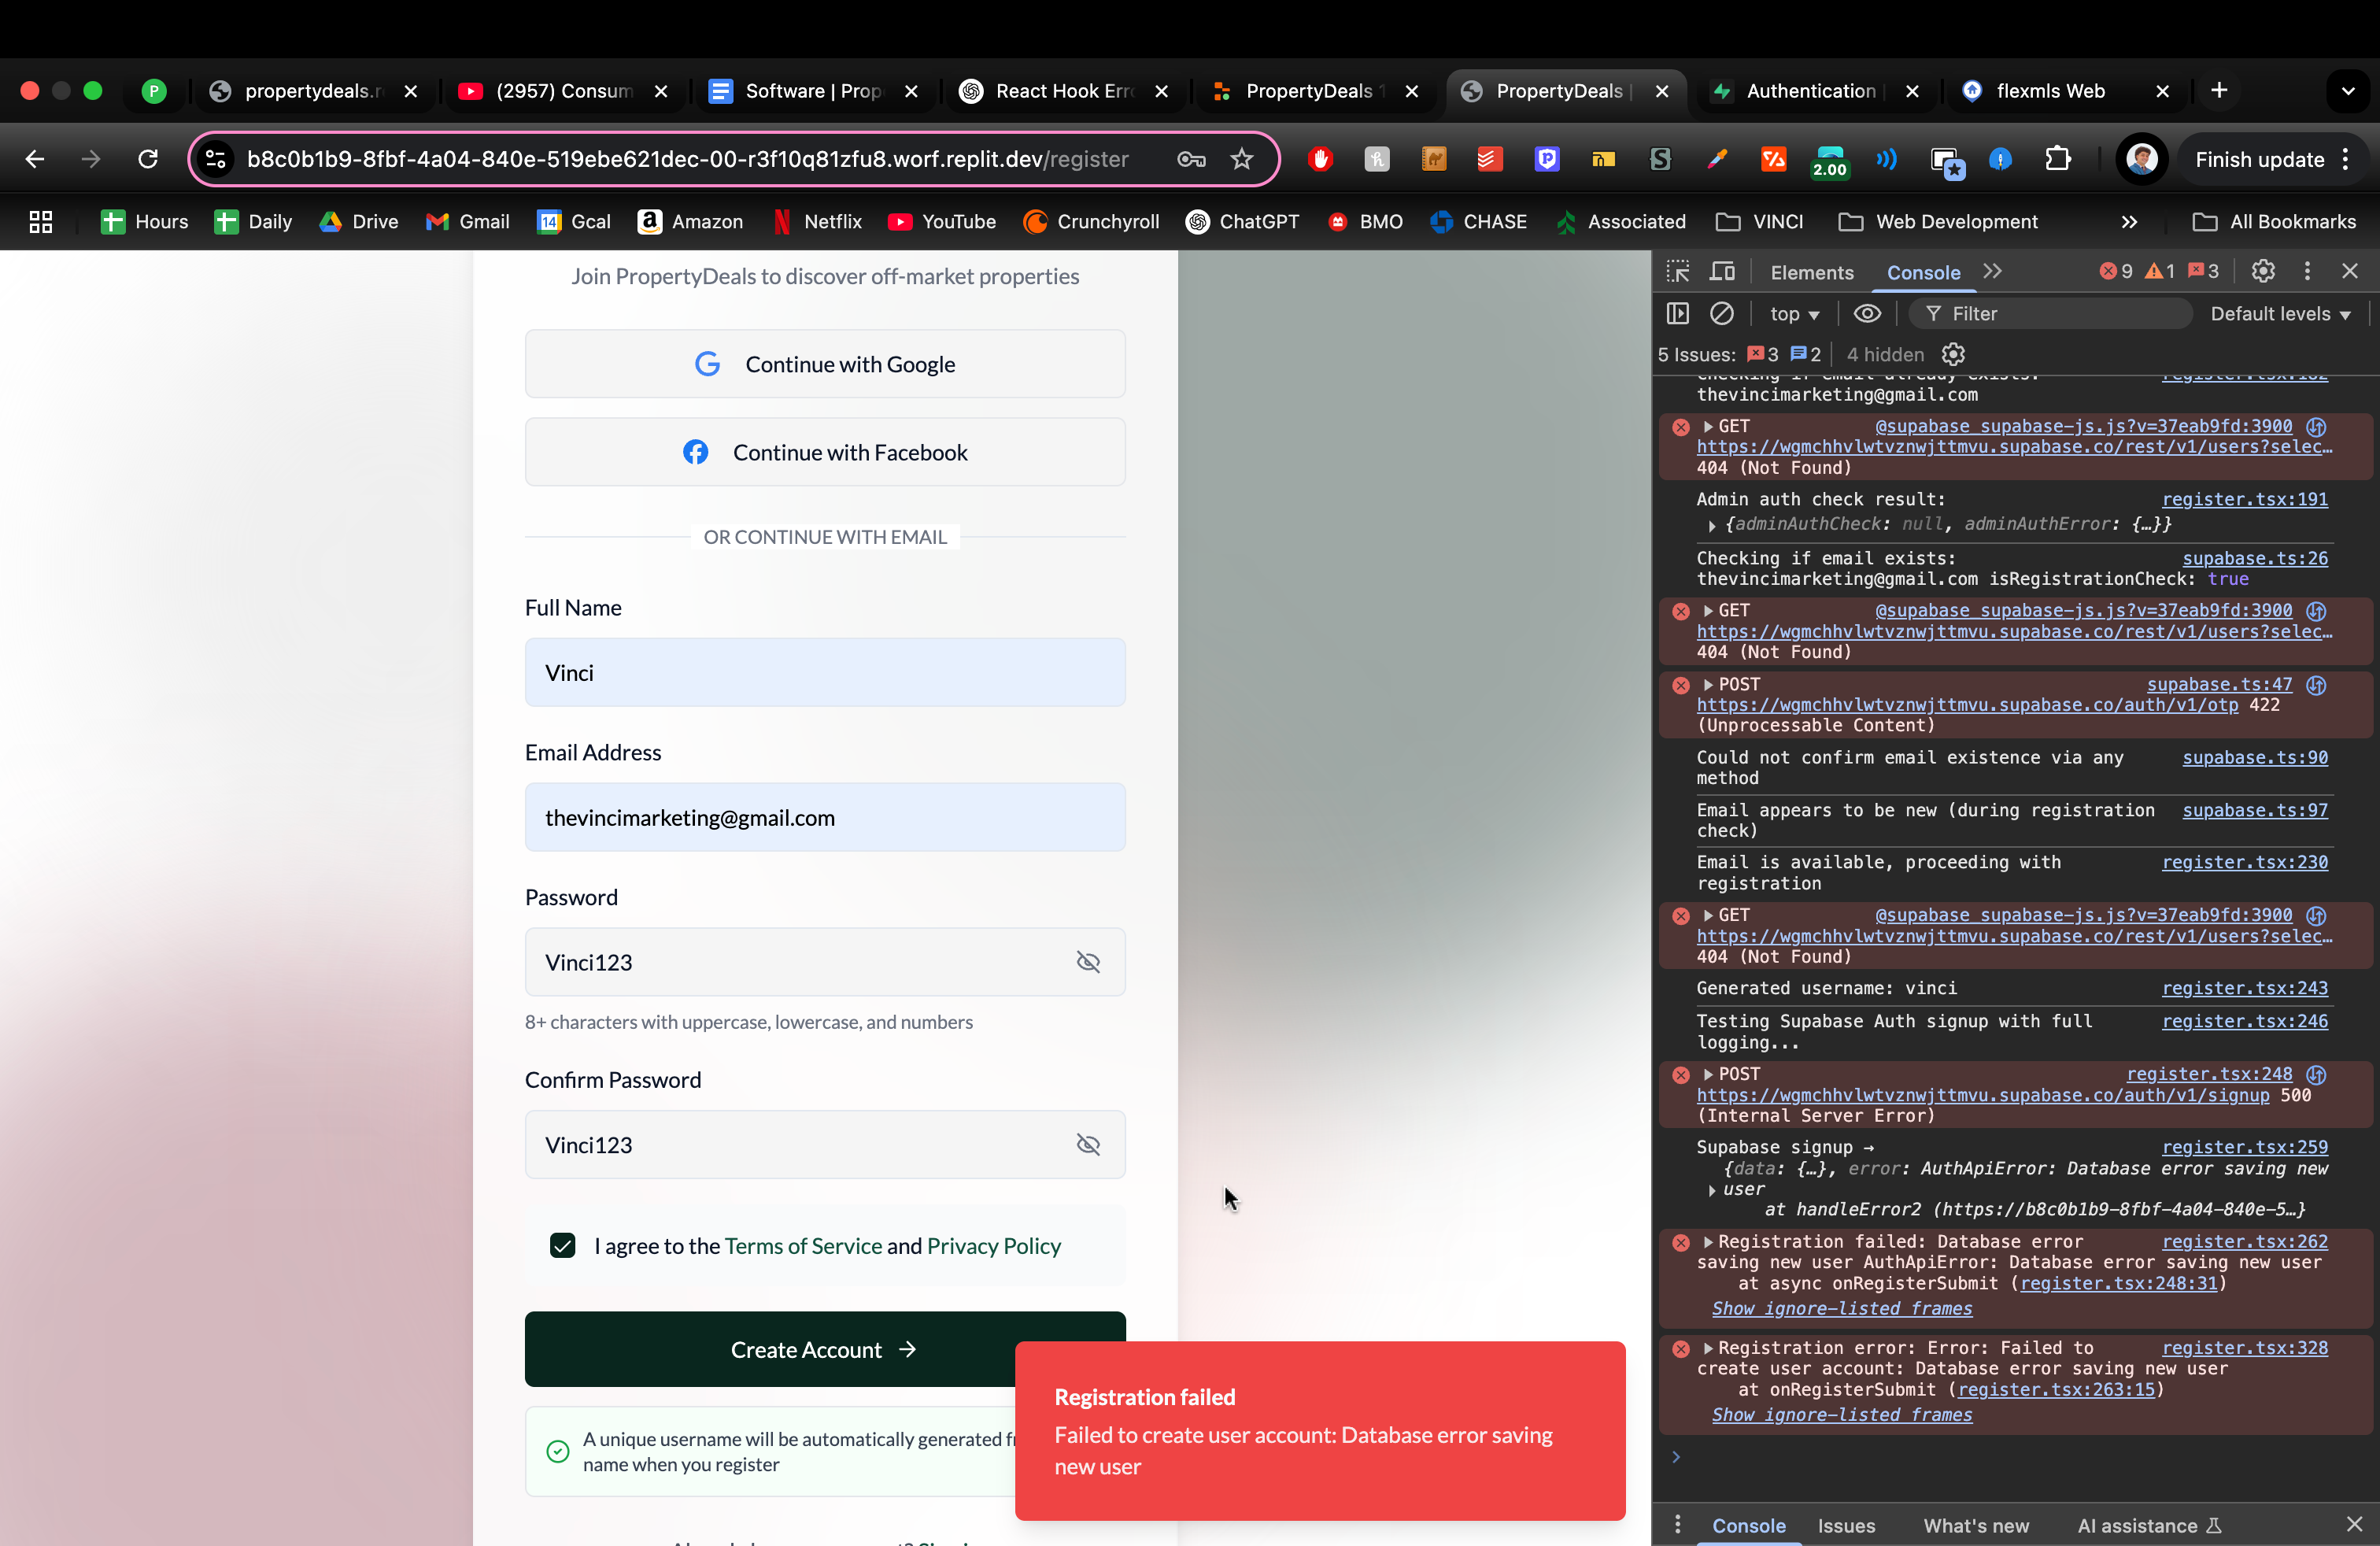 P
propertydeals.r
(2957) Consum
Software | Prop
React Hook Erro
PropertyDeals 1
PropertyDeals |
Authentication |
flexmls Web
b8c0b1b9-8fbf-4a04-840e-519ebe621dec-00-r3f10q81zfu8.worf.replit.dev/register
2.00
Finish update
Hours
Daily
Drive
Gmail
14
Gcal
Amazon
Netflix
YouTube
Crunchyroll
ChatGPT
BMO
CHASE
Associated
VINCI
Web Development
All Bookmarks
Join PropertyDeals to discover off-market properties
Continue with Google
Continue with Facebook
OR CONTINUE WITH EMAIL
Full Name
Vinci
Email Address
thevincimarketing@gmail.com
Password
Vinci123
8+ characters with uppercase, lowercase, and numbers
Confirm Password
Vinci123
I agree to the Terms of Service and Privacy Policy
Create Account →
A unique username will be automatically generated fr
name when you register
Registration failed
Failed to create user account: Database error saving
new user
Elements
Console
9
1
3
top
Filter
Default levels
5 Issues: 3 2
4 hidden
Checking if email already exists: register.tsx:182
thevincimarketing@gmail.com
GET @supabase_supabase-js.js?v=37eab9fd:3900
https://wgmchhvlwtvznwjttmvu.supabase.co/rest/v1/users?selec…
404 (Not Found)
Admin auth check result: register.tsx:191
{adminAuthCheck: null, adminAuthError: {…}}
Checking if email exists: supabase.ts:26
thevincimarketing@gmail.com isRegistrationCheck: true
GET @supabase_supabase-js.js?v=37eab9fd:3900
https://wgmchhvlwtvznwjttmvu.supabase.co/rest/v1/users?selec…
404 (Not Found)
POST supabase.ts:47
https://wgmchhvlwtvznwjttmvu.supabase.co/auth/v1/otp 422
(Unprocessable Content)
Could not confirm email existence via any supabase.ts:90
method
Email appears to be new (during registration supabase.ts:97
check)
Email is available, proceeding with register.tsx:230
registration
GET @supabase_supabase-js.js?v=37eab9fd:3900
https://wgmchhvlwtvznwjttmvu.supabase.co/rest/v1/users?selec…
404 (Not Found)
Generated username: vinci register.tsx:243
Testing Supabase Auth signup with full register.tsx:246
logging...
POST register.tsx:248
https://wgmchhvlwtvznwjttmvu.supabase.co/auth/v1/signup 500
(Internal Server Error)
Supabase signup → register.tsx:259
{data: {…}, error: AuthApiError: Database error saving new
user
at handleError2 (https://b8c0b1b9-8fbf-4a04-840e-5…}
Registration failed: Database error register.tsx:262
saving new user AuthApiError: Database error saving new user
at async onRegisterSubmit (register.tsx:248:31)
Show ignore-listed frames
Registration error: Error: Failed to register.tsx:328
create user account: Database error saving new user
at onRegisterSubmit (register.tsx:263:15)
Show ignore-listed frames
Console
Issues
What's new
AI assistance